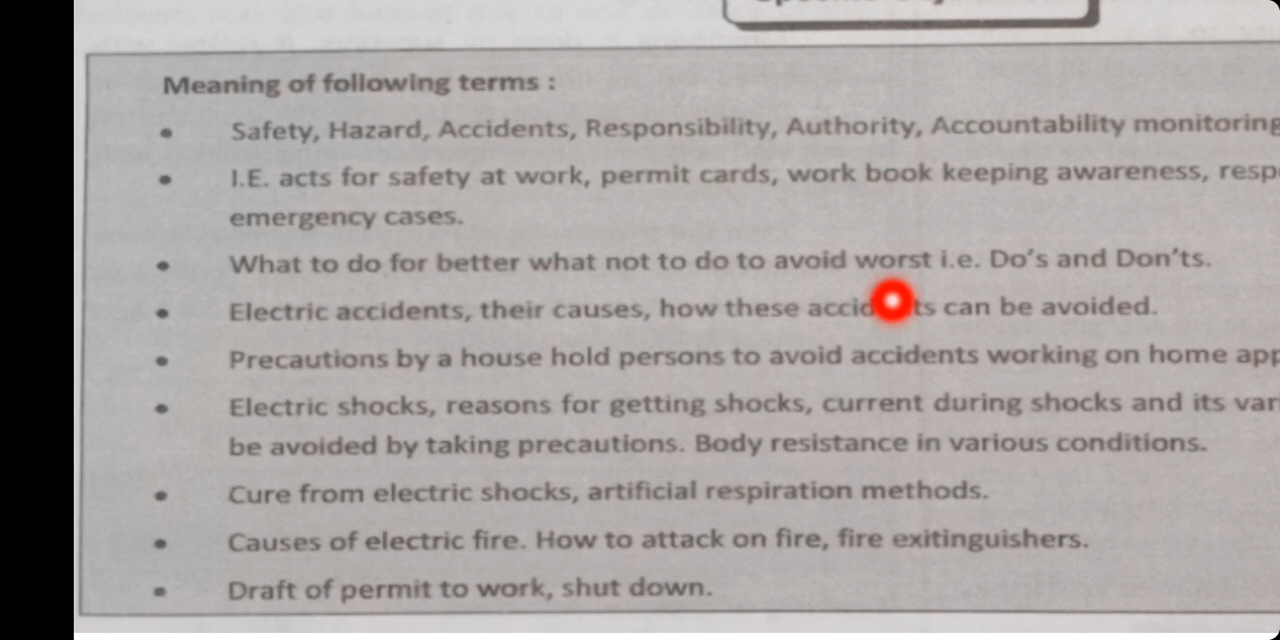 Meaning of following terms :
• Safety, Hazard, Accidents, Responsibility, Authority, Accountability monitoring
• I.E. acts for safety at work, permit cards, work book keeping awareness,
emergency cases.
• What to do for better what not to do to avoid worst i.e. Do's and Don'ts.
• Electric accidents, their causes, how these can be avoided.
• Precautions by a house hold persons to avoid accidents working on home
• Electric shocks, reasons for getting shocks, current during shocks and its
be avoided by taking precautions. Body resistance in various conditions.
• Cure from electric shocks, artificial respiration methods.
• Causes of electric fire. How to attack on fire, fire exitinguishers.
• Draft of permit to work, shut down.